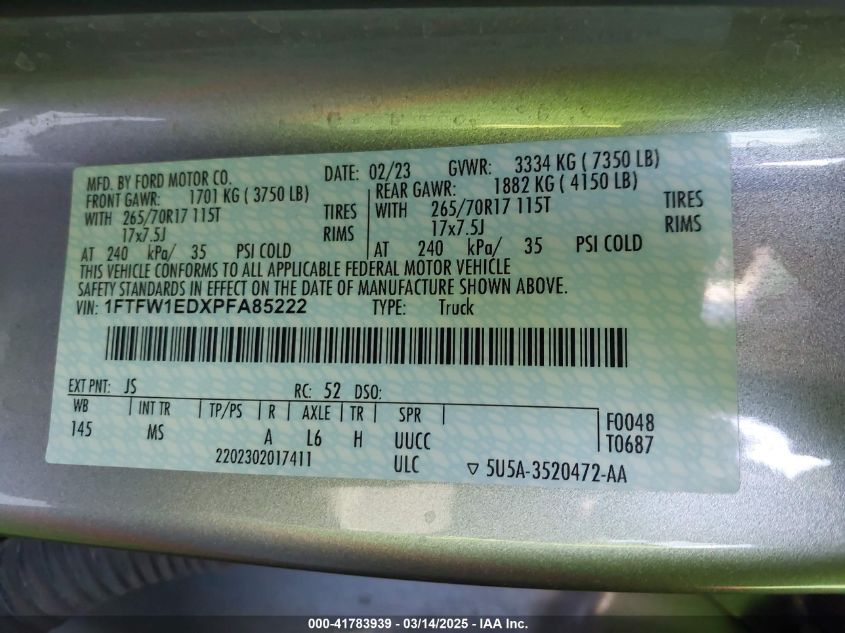 MFD. BY FORD MOTOR CO. DATE: 02/23 GVWR: 3334 KG ( 7350 LB)
FRONT GAWR: 1701 KG ( 3750 LB) REAR GAWR: 1882 KG ( 4150 LB)
WITH 265/70R17 115T TIRES WITH 265/70R17 115T TIRES
17x7.5J RIMS 17x7.5J RIMS
AT 240 kPa/ 35 PSI COLD AT 240 kPa/ 35 PSI COLD
THIS VEHICLE CONFORMS TO ALL APPLICABLE FEDERAL MOTOR VEHICLE
SAFETY STANDARDS IN EFFECT ON THE DATE OF MANUFACTURE SHOWN ABOVE.
VIN: 1FTFW1EDXPFA85222 TYPE: Truck
EXT PNT: JS RC: 52 DSO:
WB INT TR TP/PS R AXLE TR SPR F0048
145 MS A L6 H UUCC T0687
2202302017411 ULC ▽ 5U5A-3520472-AA
000-41783939 - 03/14/2025 - IAA Inc.